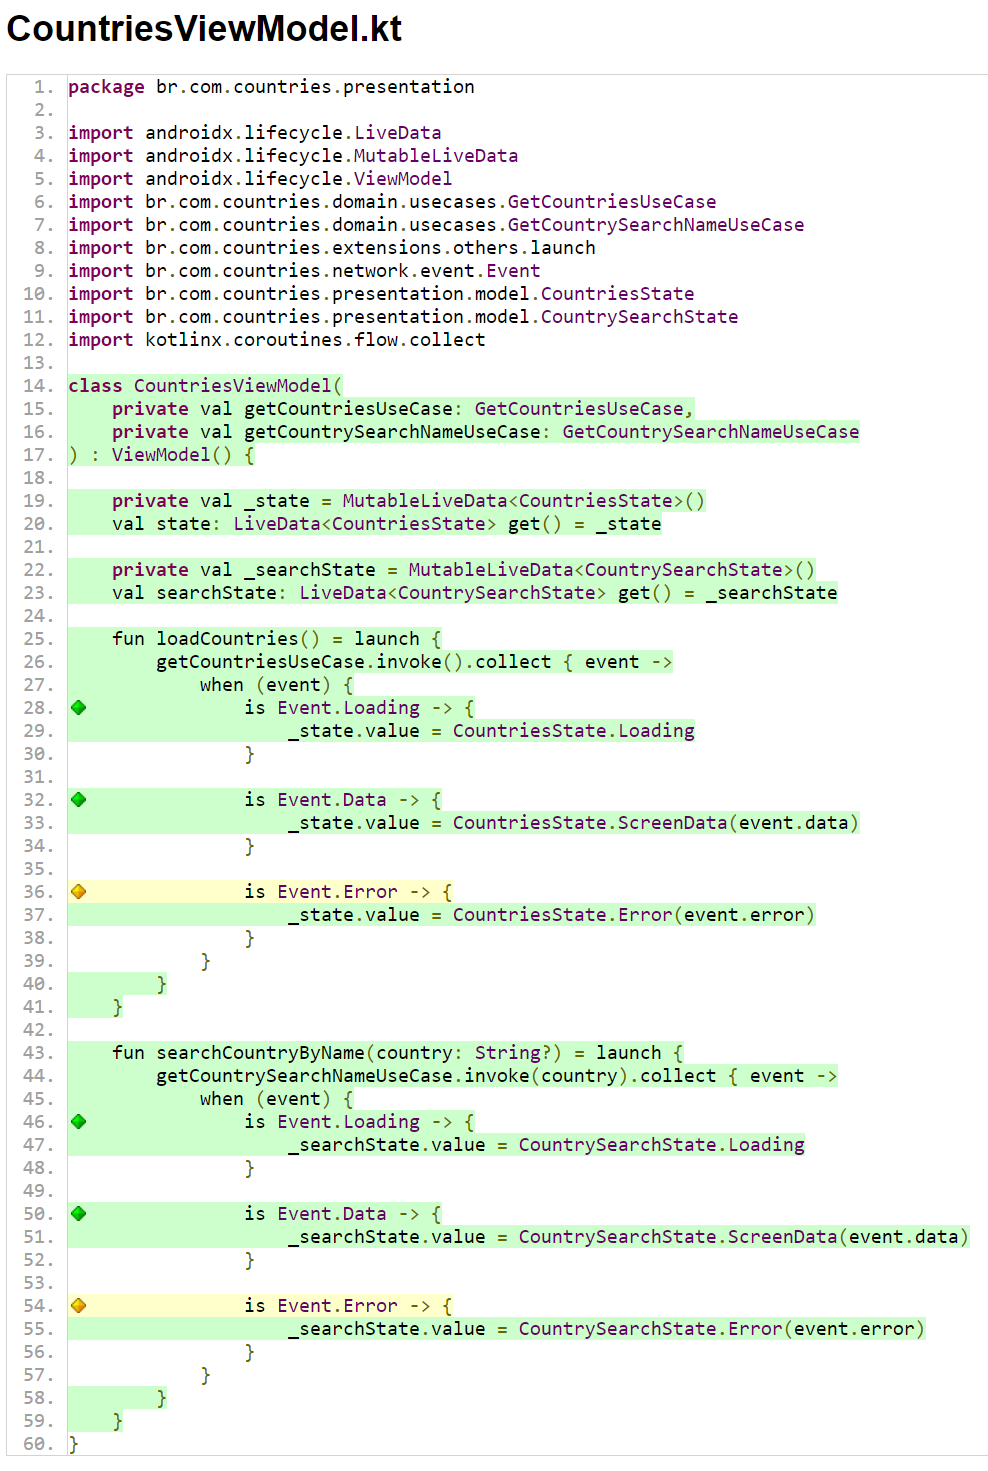 CountriesViewModel.kt
1. package br.com.countries.presentation
2.
3. import androidx.lifecycle.LiveData
4. import androidx.lifecycle.MutableLiveData
5. import androidx.lifecycle.ViewModel
6. import br.com.countries.domain.usecases.GetCountriesUseCase
7. import br.com.countries.domain.usecases.GetCountrySearchNameUseCase
8. import br.com.countries.extensions.others.launch
9. import br.com.countries.network.event.Event
10. import br.com.countries.presentation.model.CountriesState
11. import br.com.countries.presentation.model.CountrySearchState
12. import kotlinx.coroutines.flow.collect
13.
14. class CountriesViewModel(
15.     private val getCountriesUseCase: GetCountriesUseCase,
16.     private val getCountrySearchNameUseCase: GetCountrySearchNameUseCase
17. ) : ViewModel() {
18.
19.     private val _state = MutableLiveData<CountriesState>()
20.     val state: LiveData<CountriesState> get() = _state
21.
22.     private val _searchState = MutableLiveData<CountrySearchState>()
23.     val searchState: LiveData<CountrySearchState> get() = _searchState
24.
25.     fun loadCountries() = launch {
26.         getCountriesUseCase.invoke().collect { event ->
27.             when (event) {
28.                 is Event.Loading -> {
29.                     _state.value = CountriesState.Loading
30.                 }
31.
32.                 is Event.Data -> {
33.                     _state.value = CountriesState.ScreenData(event.data)
34.                 }
35.
36.                 is Event.Error -> {
37.                     _state.value = CountriesState.Error(event.error)
38.                 }
39.             }
40.         }
41.     }
42.
43.     fun searchCountryByName(country: String?) = launch {
44.         getCountrySearchNameUseCase.invoke(country).collect { event ->
45.             when (event) {
46.                 is Event.Loading -> {
47.                     _searchState.value = CountrySearchState.Loading
48.                 }
49.
50.                 is Event.Data -> {
51.                     _searchState.value = CountrySearchState.ScreenData(event.data)
52.                 }
53.
54.                 is Event.Error -> {
55.                     _searchState.value = CountrySearchState.Error(event.error)
56.                 }
57.             }
58.         }
59.     }
60. }